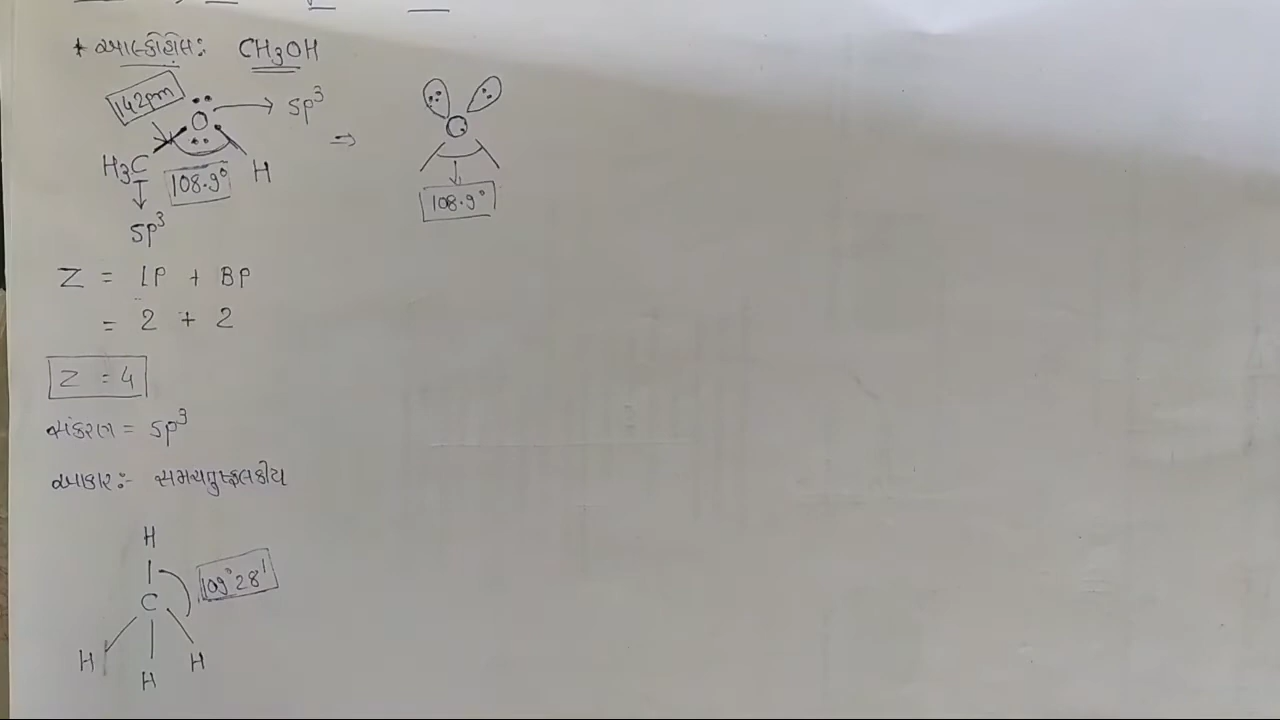 * આલ્કોહોલ: CH3OH
142pm
O → sp3 ⇒ O
H3C 108.9° H 108.9°
sp3
Z = LP + BP
= 2 + 2
Z = 4
સંકરણ = sp3
આકાર:- સમચતુષ્ફલકીય
H
C 109°28'
H H H